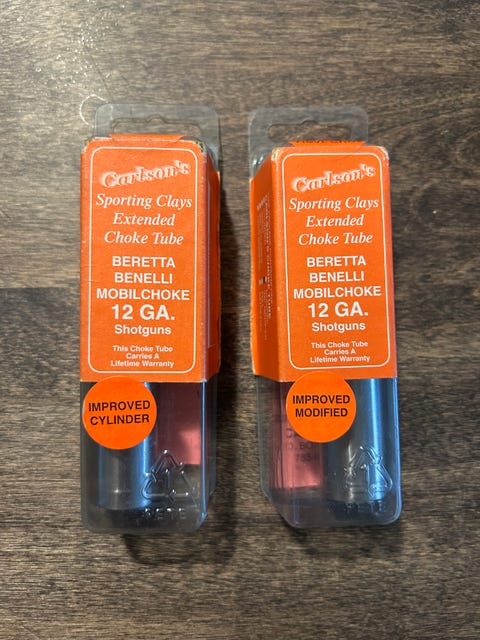 Carlson's
Sporting Clays
Extended
Choke Tube
BERETTA
BENELLI
MOBILCHOKE
12 GA.
Shotguns
This Choke Tube
Carries A
Lifetime Warranty
IMPROVED
CYLINDER
Carlson's
Sporting Clays
Extended
Choke Tube
BERETTA
BENELLI
MOBILCHOKE
12 GA.
Shotguns
This Choke Tube
Carries A
Lifetime Warranty
IMPROVED
MODIFIED